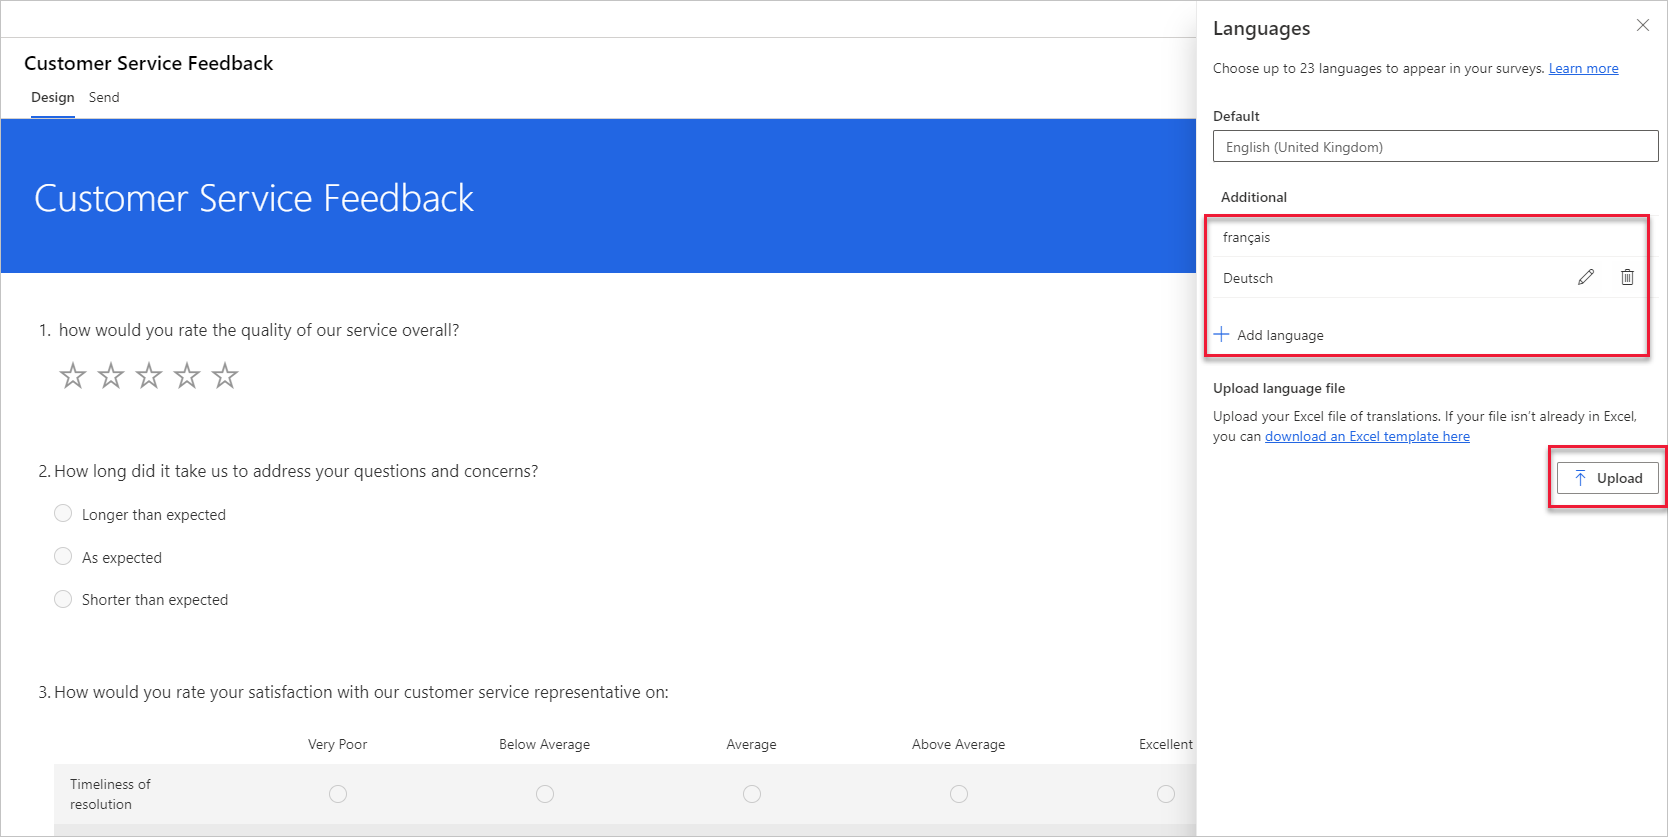 Customer Service Feedback
Design Send
Customer Service Feedback
1. how would you rate the quality of our service overall?
2. How long did it take us to address your questions and concerns?
Longer than expected
As expected
Shorter than expected
3. How would you rate your satisfaction with our customer service representative on:
Very Poor Below Average Average Above Average Excellent
Timeliness of
resolution
Languages
Choose up to 23 languages to appear in your surveys. Learn more
Default
English (United Kingdom)
Additional
français
Deutsch
Add language
Upload language file
Upload your Excel file of translations. If your file isn't already in Excel,
you can download an Excel template here
Upload